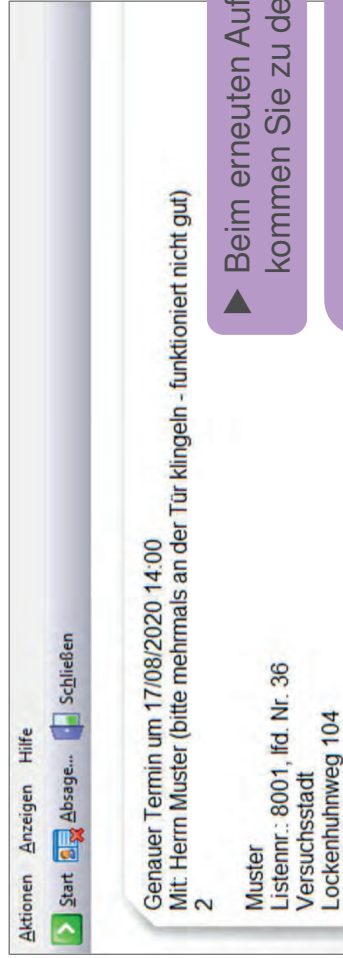 Aktionen Anzeigen Hilfe
Start Absage... Schließen
Genauer Termin um 17/08/2020 14:00
Mit: Herrn Muster (bitte mehrmals an der Tür klingeln - funktioniert nicht gut)
2
Muster
Listennr.: 8001, lfd. Nr. 36
Versuchsstadt
Lockenhuhnweg 104
▶ Beim erneuten Auf
kommen Sie zu de